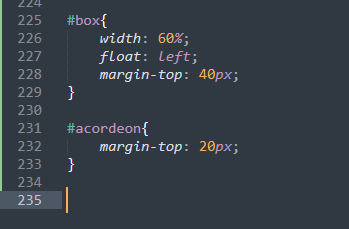 224
225 #box{
226 width: 60%;
227 float: left;
228 margin-top: 40px;
229 }
230
231 #acordeon{
232 margin-top: 20px;
233 }
234
235